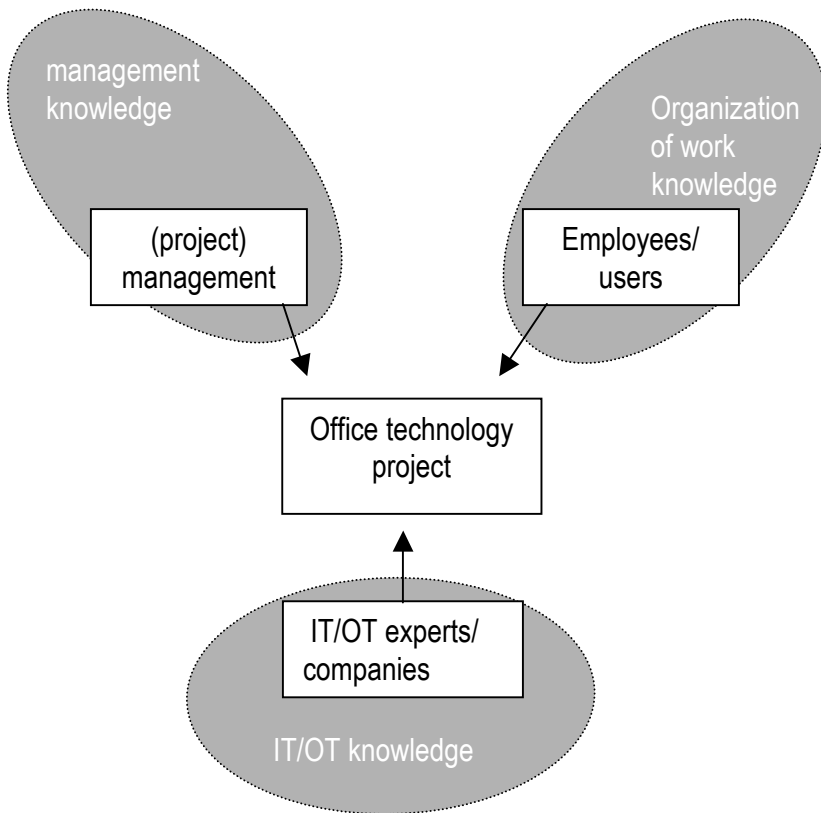 management
knowledge
(project)
management
Organization
of work
knowledge
Employees/
users
Office technology
project
IT/OT experts/
companies
IT/OT knowledge